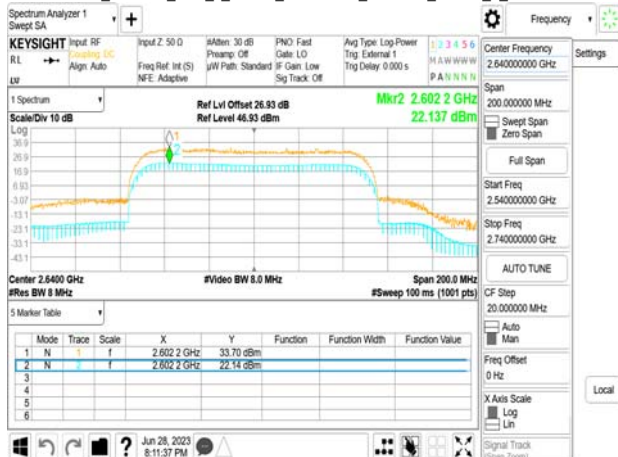 Spectrum Analyzer 1
Swept SA
+
Frequency
KEYSIGHT
RL
Input: RF
Coupling: DC
Align: Auto
Input Z: 50 Ω
Freq Ref: Int (S)
NFE: Adaptive
#Atten: 30 dB
Preamp: Off
µW Path: Standard
PNO: Fast
Gate: LO
IF Gain: Low
Sig Track: Off
Avg Type: Log-Power
Trig: External 1
Trig Delay: 0.000 s
1 2 3 4 5 6
M A W W W W
P A N N N N
Center Frequency
2.640000000 GHz
Settings
Span
200.000000 MHz
Swept Span
Zero Span
Full Span
Start Freq
2.540000000 GHz
Stop Freq
2.740000000 GHz
AUTO TUNE
CF Step
20.000000 MHz
Auto
Man
Freq Offset
0 Hz
X Axis Scale
Log
Lin
Signal Track
(Span Zoom)
Local
1 Spectrum
Scale/Div 10 dB
Ref Lvl Offset 26.93 dB
Ref Level 46.93 dBm
Mkr2 2.602 2 GHz
22.137 dBm
Log
36.9
26.9
16.9
6.93
-3.07
-13.1
-23.1
-33.1
-43.1
1
2
Center 2.6400 GHz
#Res BW 8 MHz
#Video BW 8.0 MHz
Span 200.0 MHz
#Sweep 100 ms (1001 pts)
5 Marker Table
Mode Trace Scale X Y Function Function Width Function Value
1 N 1 f 2.602 2 GHz 33.70 dBm
2 N 2 f 2.602 2 GHz 22.14 dBm
3
4
5
6
?
Jun 28, 2023
8:11:37 PM